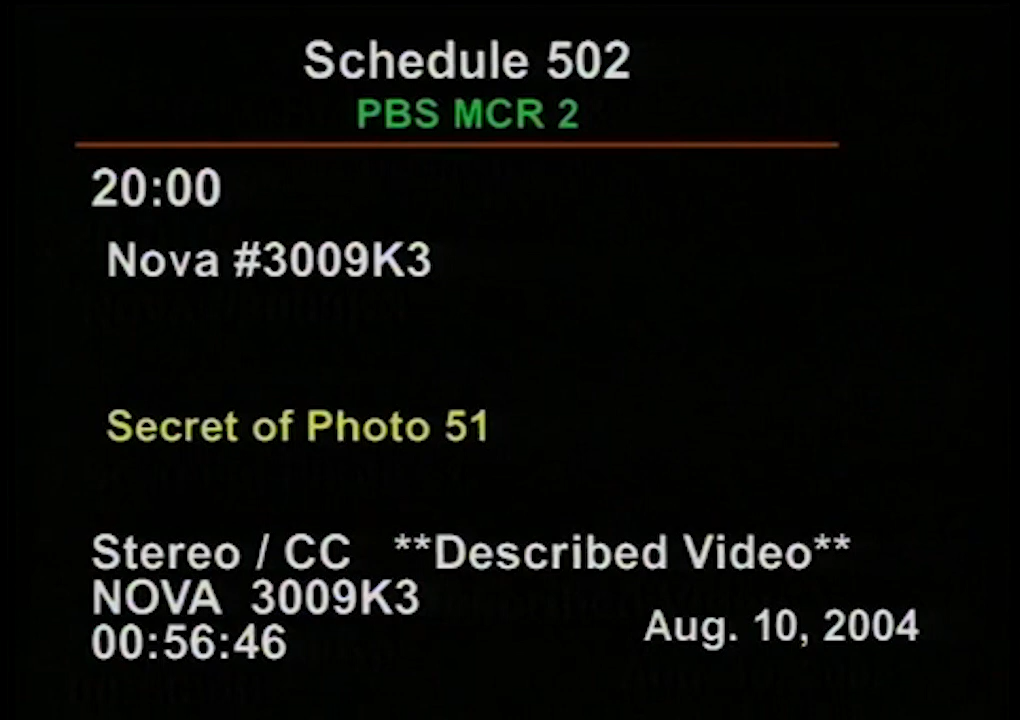 Schedule 502
PBS MCR 2
20:00
Nova #3009K3
Secret of Photo 51
Stereo / CC **Described Video**
NOVA 3009K3
00:56:46
Aug. 10, 2004